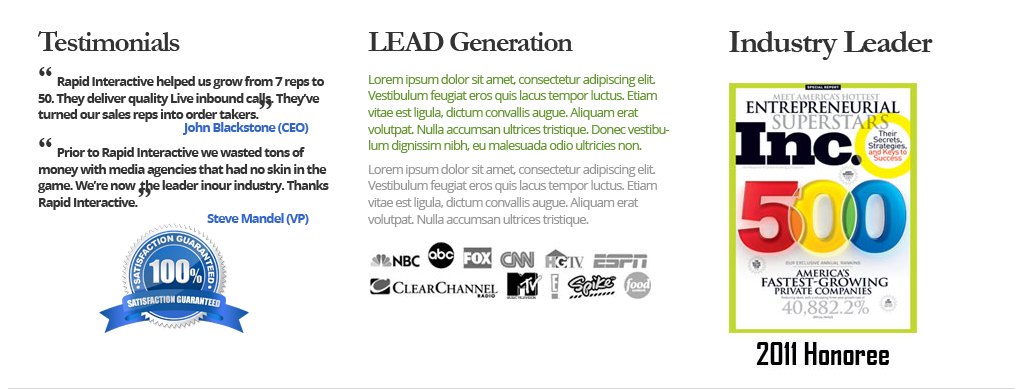 Testimonials
“ Rapid Interactive helped us grow from 7 reps to
50. They deliver quality Live inbound calls. They've
turned our sales reps into order takers.”
John Blackstone (CEO)
“ Prior to Rapid Interactive we wasted tons of
money with media agencies that had no skin in the
game. We're now the leader inour industry. Thanks
Rapid Interactive.”
Steve Mandel (VP)
SATISFACTION GUARANTEED
100%
SATISFACTION GUARANTEED
LEAD Generation
Lorem ipsum dolor sit amet, consectetur adipiscing elit.
Vestibulum feugiat eros quis lacus tempor luctus. Etiam
vitae est ligula, dictum convallis augue. Aliquam erat
volutpat. Nulla accumsan ultrices tristique. Donec vestibu-
lum dignissim nibh, eu malesuada odio ultricies non.
Lorem ipsum dolor sit amet, consectetur adipiscing elit.
Vestibulum feugiat eros quis lacus tempor luctus. Etiam
vitae est ligula, dictum convallis augue. Aliquam erat
volutpat. Nulla accumsan ultrices tristique.
NBC abc FOX CNN HGTV ESPN
CLEARCHANNEL RADIO MTV MUSIC TELEVISION E! Spike food
Industry Leader
SPECIAL REPORT
MEET AMERICA'S HOTTEST
ENTREPRENEURIAL
SUPERSTARS
Inc.
Their
Secrets,
Strategies,
and Keys to
Success
500
OUR EXCLUSIVE ANNUAL RANKING
AMERICA'S
FASTEST-GROWING
PRIVATE COMPANIES
40,882.2%
2011 Honoree